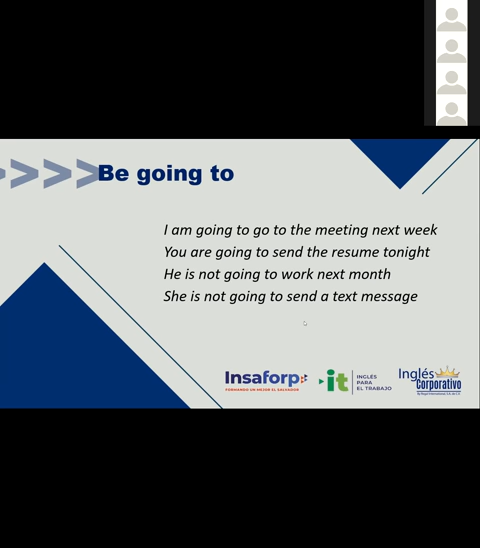 >>>>Be going to
I am going to go to the meeting next week
You are going to send the resume tonight
He is not going to work next month
She is not going to send a text message
Insaforp
FORMANDO UN MEJOR EL SALVADOR
it
INGLÉS
PARA
EL TRABAJO
Inglés
Corporativo